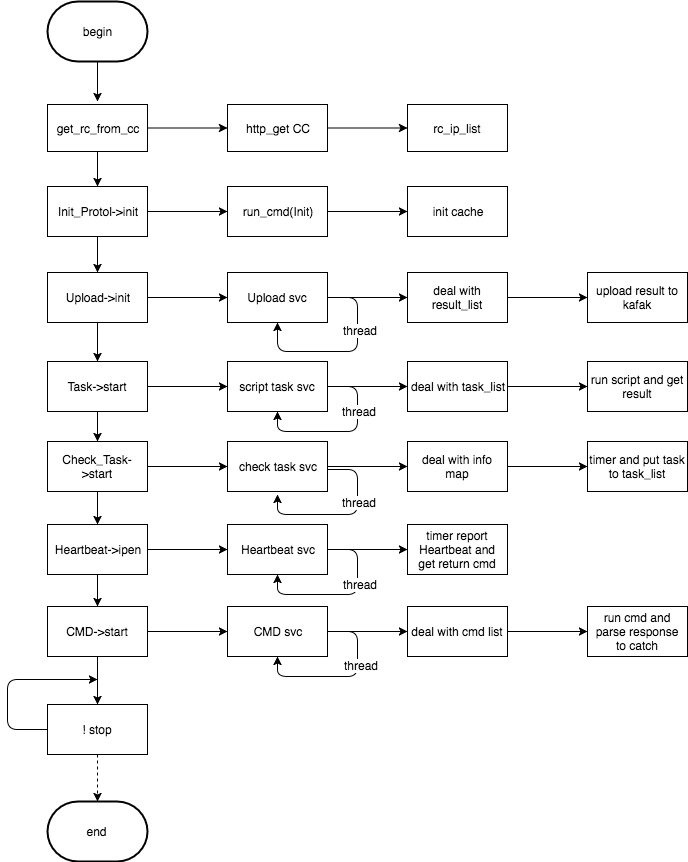 begin
get_rc_from_cc
http_get CC
rc_ip_list
Init_Protol->init
run_cmd(Init)
init cache
Upload->init
Upload svc
thread
deal with
result_list
upload result to
kafak
Task->start
script task svc
thread
deal with task_list
run script and get
result
Check_Task-
>start
check task svc
thread
deal with info
map
timer and put task
to task_list
Heartbeat->ipen
Heartbeat svc
thread
timer report
Heartbeat and
get return cmd
CMD->start
CMD svc
thread
deal with cmd list
run cmd and
parse response
to catch
! stop
end